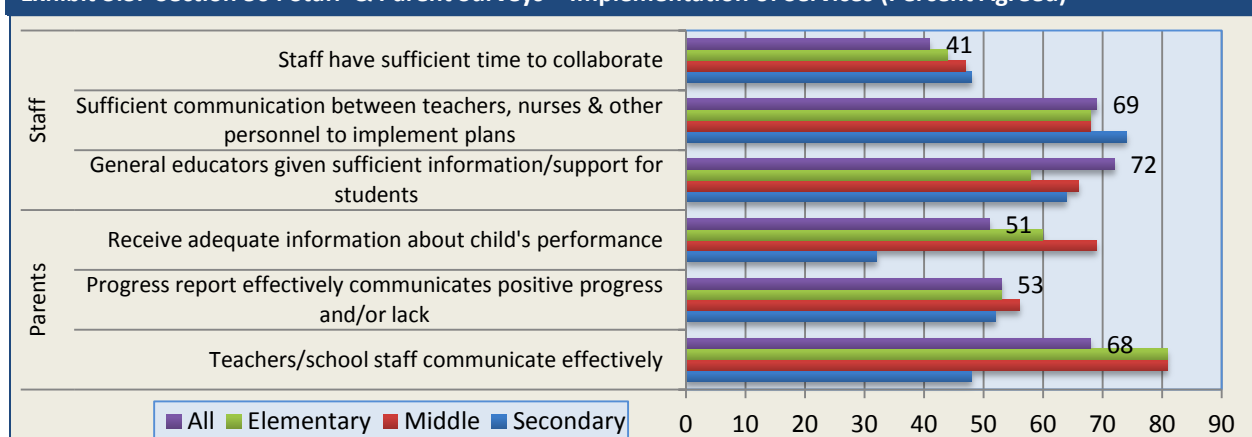 Staff
Staff have sufficient time to collaborate
41
Sufficient communication between teachers, nurses & other
personnel to implement plans
69
General educators given sufficient information/support for
students
72
Parents
Receive adequate information about child's performance
51
Progress report effectively communicates positive progress
and/or lack
53
Teachers/school staff communicate effectively
68
All Elementary Middle Secondary
0 10 20 30 40 50 60 70 80 90